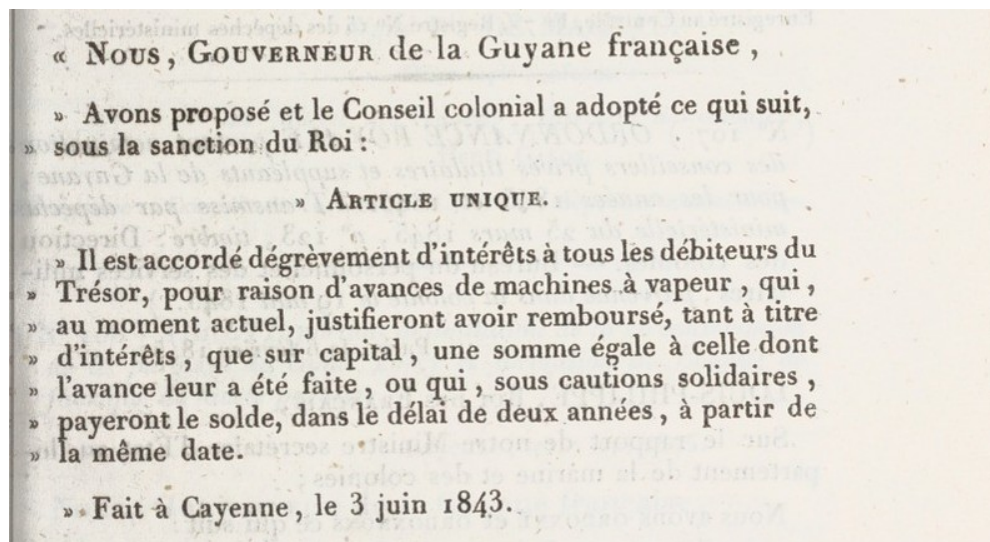 « NOUS, GOUVERNEUR de la Guyane française,
» Avons proposé et le Conseil colonial a adopté ce qui suit,
» sous la sanction du Roi :
» ARTICLE UNIQUE.
» Il est accordé dégrèvement d'intérêts à tous les débiteurs du
» Trésor, pour raison d'avances de machines à vapeur, qui,
» au moment actuel, justifieront avoir remboursé, tant à titre
» d'intérêts, que sur capital, une somme égale à celle dont
» l'avance leur a été faite, ou qui, sous cautions solidaires,
» payeront le solde, dans le délai de deux années, à partir de
» la même date.
» Fait à Cayenne, le 3 juin 1843.